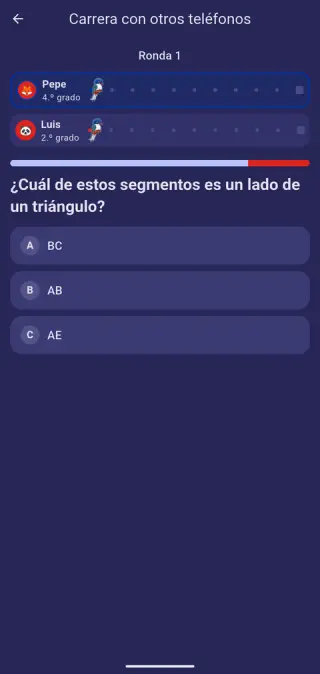 Carrera con otros teléfonos
Ronda 1
Pepe
4.º grado
Luis
2.º grado
¿Cuál de estos segmentos es un lado de
un triángulo?
A BC
B AB
C AE